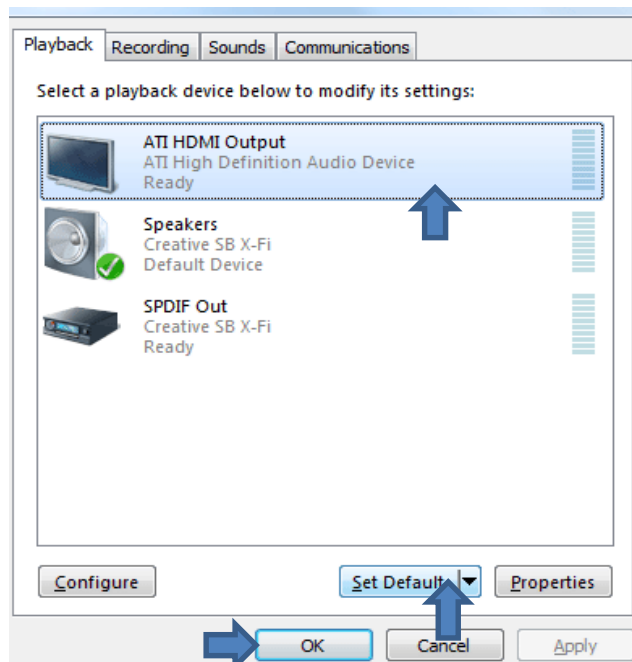 Playback Recording Sounds Communications
Select a playback device below to modify its settings:
ATI HDMI Output
ATI High Definition Audio Device
Ready
Speakers
Creative SB X-Fi
Default Device
SPDIF Out
Creative SB X-Fi
Ready
Configure Set Default Properties
OK Cancel Apply